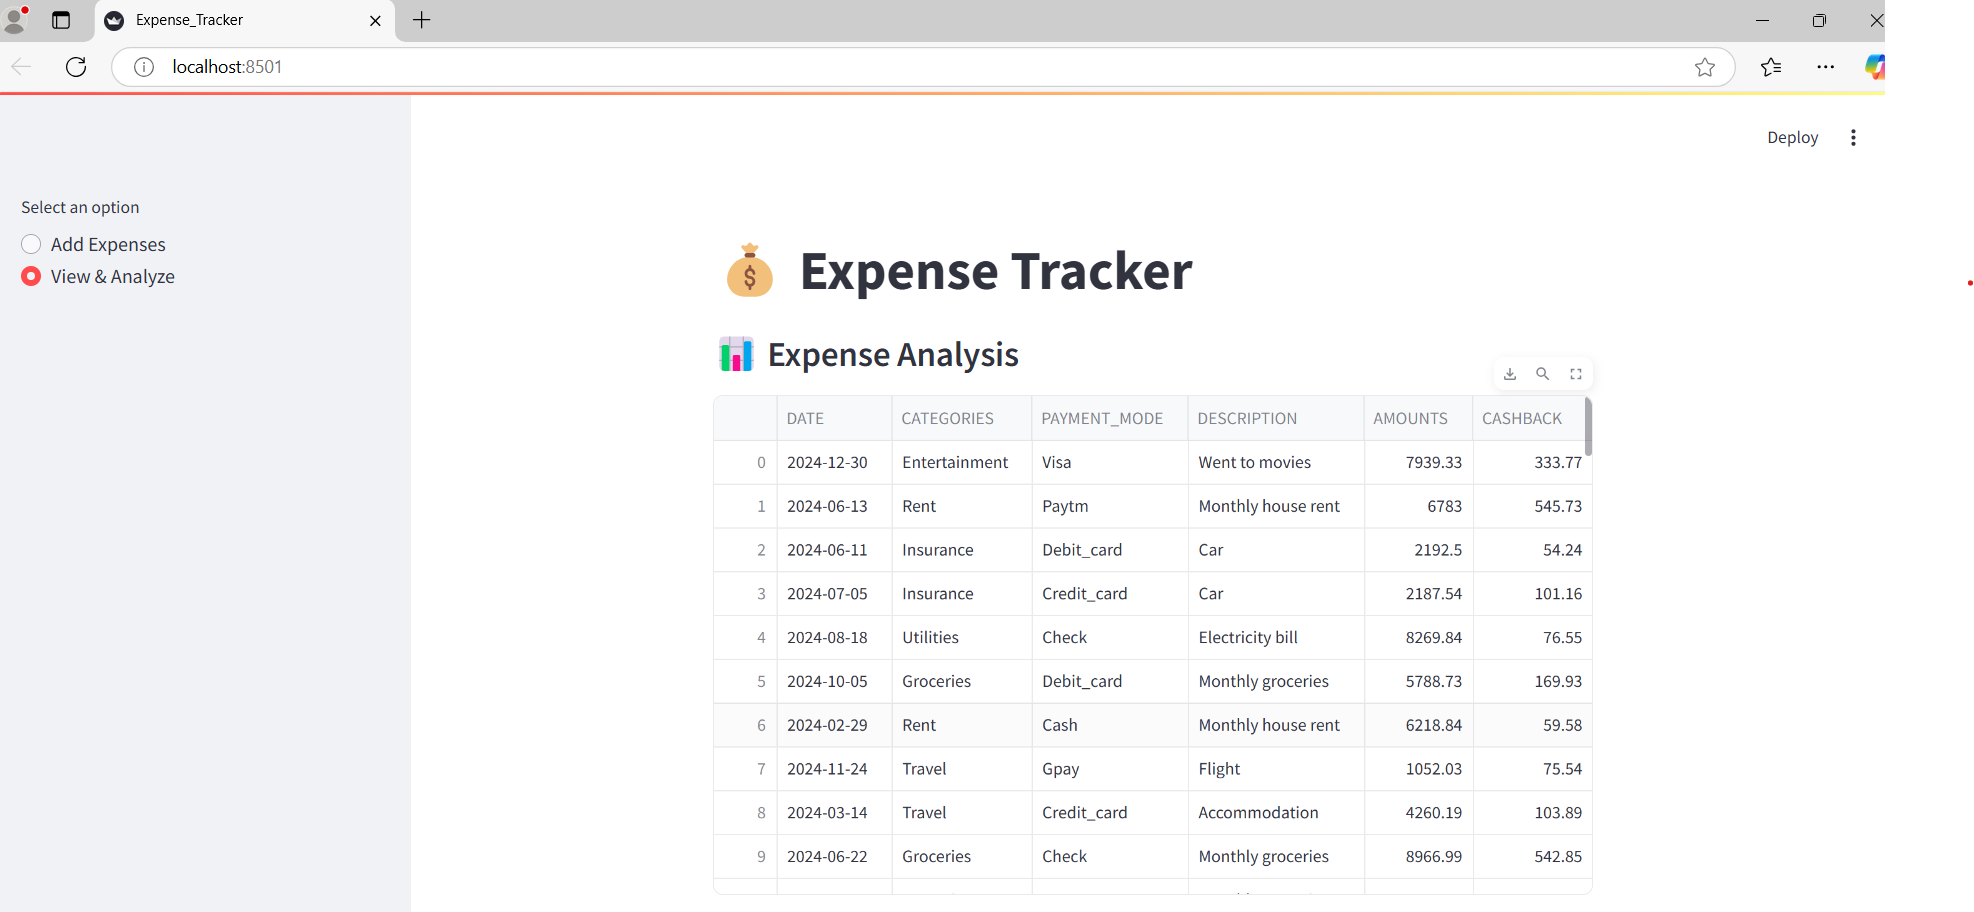 Expense_Tracker
localhost:8501
Deploy
Select an option
Add Expenses
View & Analyze
Expense Tracker
Expense Analysis
DATE CATEGORIES PAYMENT_MODE DESCRIPTION AMOUNTS CASHBACK
0 2024-12-30 Entertainment Visa Went to movies 7939.33 333.77
1 2024-06-13 Rent Paytm Monthly house rent 6783 545.73
2 2024-06-11 Insurance Debit_card Car 2192.5 54.24
3 2024-07-05 Insurance Credit_card Car 2187.54 101.16
4 2024-08-18 Utilities Check Electricity bill 8269.84 76.55
5 2024-10-05 Groceries Debit_card Monthly groceries 5788.73 169.93
6 2024-02-29 Rent Cash Monthly house rent 6218.84 59.58
7 2024-11-24 Travel Gpay Flight 1052.03 75.54
8 2024-03-14 Travel Credit_card Accommodation 4260.19 103.89
9 2024-06-22 Groceries Check Monthly groceries 8966.99 542.85